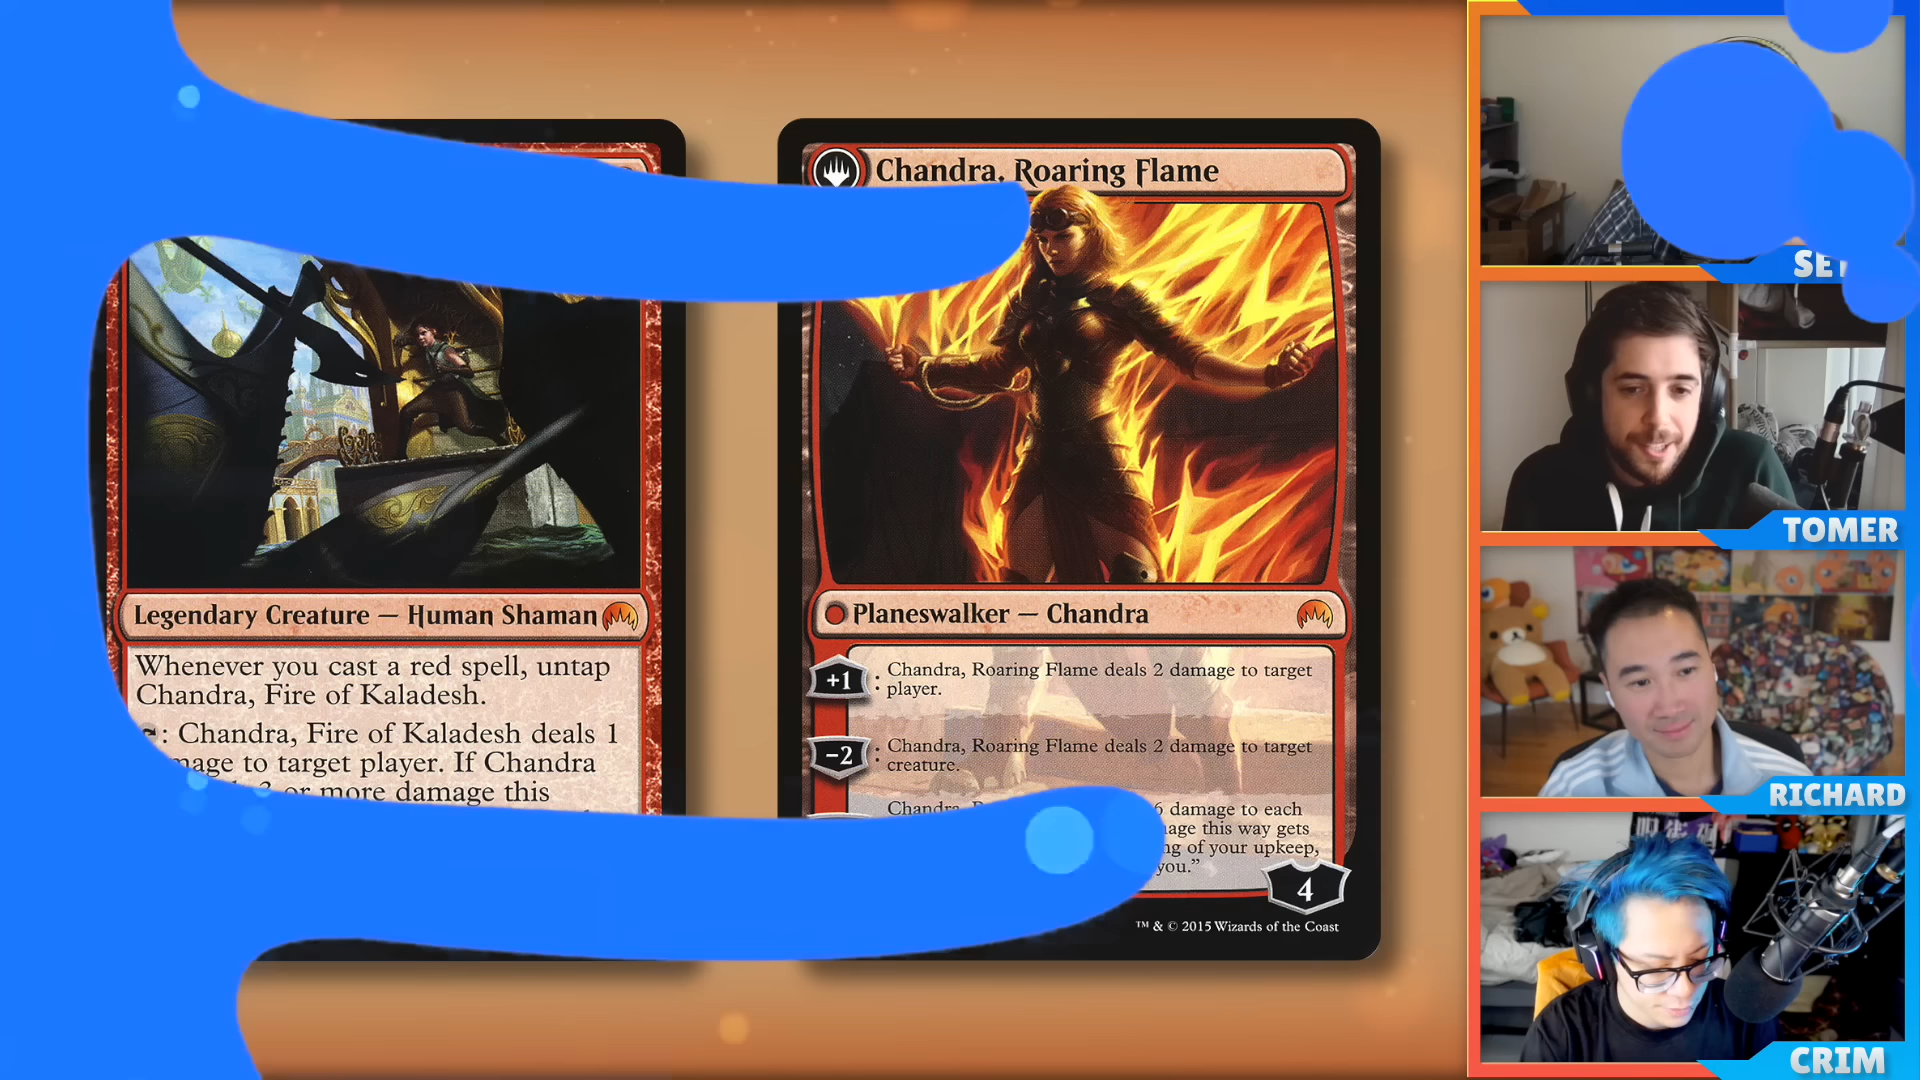 Legendary Creature — Human Shaman
Whenever you cast a red spell, untap
Chandra, Fire of Kaladesh.
: Chandra, Fire of Kaladesh deals 1
to target player. If Chandra
3 or more damage this
Chandra, Roaring Flame
Planeswalker — Chandra
+1 : Chandra, Roaring Flame deals 2 damage to target
player.
−2 : Chandra, Roaring Flame deals 2 damage to target
creature.
Chandra, 6 damage to each
this way gets
of your upkeep,
you.”
4
™ & © 2015 Wizards of the Coast
TOMER
RICHARD
CRIM